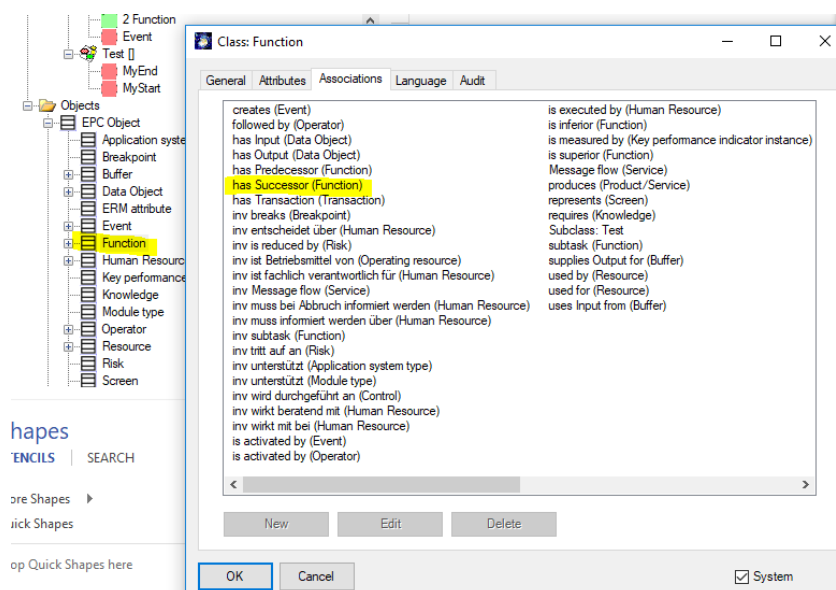 2 Function
Event
Test []
MyEnd
MyStart
Objects
EPC Object
Application syste
Breakpoint
Buffer
Data Object
ERM attribute
Event
Function
Human Resourc
Key performance
Knowledge
Module type
Operator
Resource
Risk
Screen
hapes
ENCILS | SEARCH
ore Shapes
uick Shapes
op Quick Shapes here
Class: Function
General Attributes Associations Language Audit
creates (Event)
followed by (Operator)
has Input (Data Object)
has Output (Data Object)
has Predecessor (Function)
has Successor (Function)
has Transaction (Transaction)
inv breaks (Breakpoint)
inv entscheidet über (Human Resource)
inv is reduced by (Risk)
inv ist Betriebsmittel von (Operating resource)
inv ist fachlich verantwortlich für (Human Resource)
inv Message flow (Service)
inv muss bei Abbruch informiert werden (Human Resource)
inv muss informiert werden über (Human Resource)
inv subtask (Function)
inv tritt auf an (Risk)
inv unterstützt (Application system type)
inv unterstützt (Module type)
inv wird durchgeführt an (Control)
inv wirkt beratend mit (Human Resource)
inv wirkt mit bei (Human Resource)
is activated by (Event)
is activated by (Operator)
is executed by (Human Resource)
is inferior (Function)
is measured by (Key performance indicator instance)
is superior (Function)
Message flow (Service)
produces (Product/Service)
represents (Screen)
requires (Knowledge)
Subclass: Test
subtask (Function)
supplies Output for (Buffer)
used by (Resource)
used for (Resource)
uses Input from (Buffer)
New Edit Delete
OK Cancel System